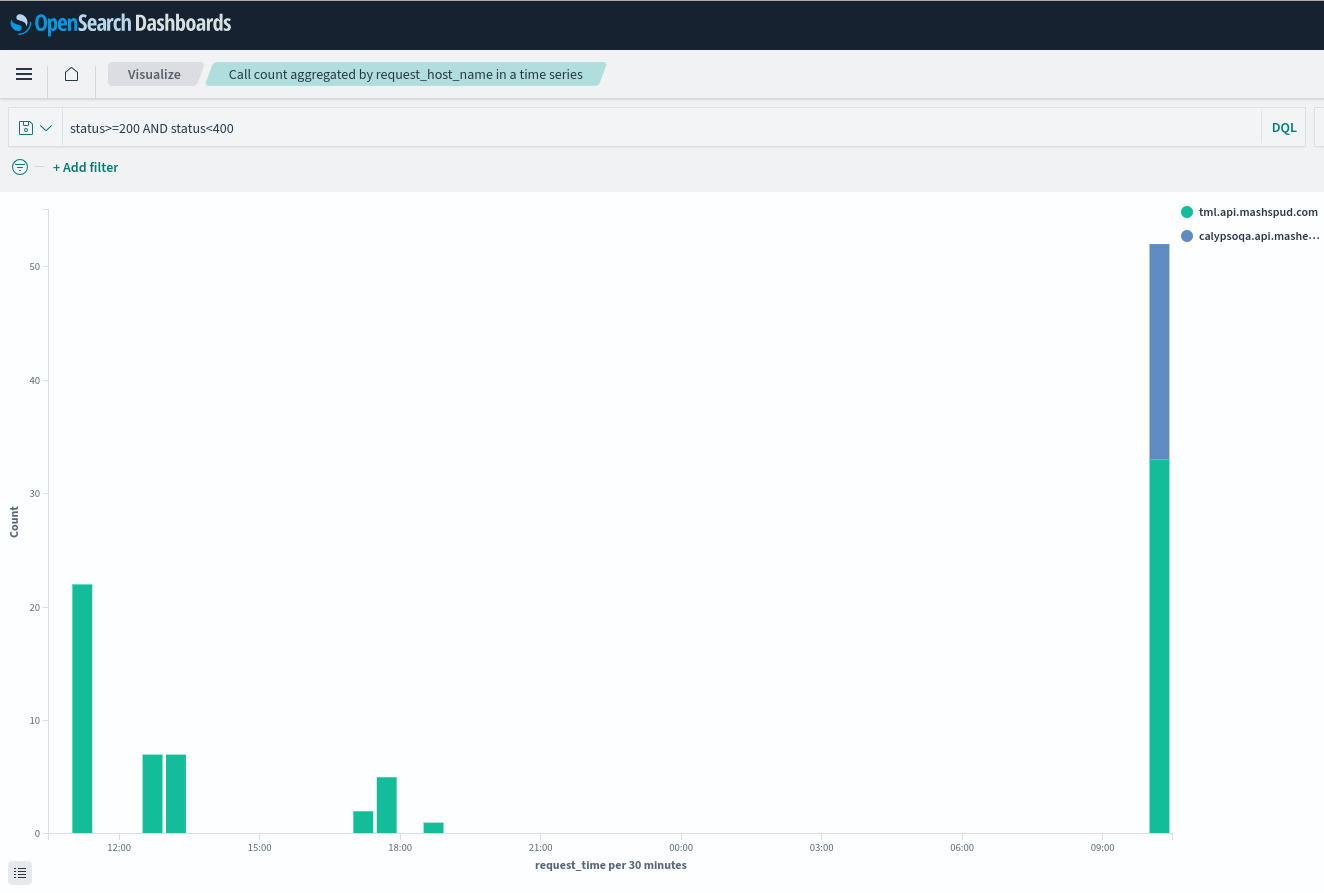 OpenSearch Dashboards
Visualize
Call count aggregated by request_host_name in a time series
status>=200 AND status<400
DQL
+ Add filter
tml.api.mashspud.com
calypsoqa.api.mashe...
50
40
30
20
10
0
Count
12:00
15:00
18:00
21:00
00:00
03:00
06:00
09:00
request_time per 30 minutes